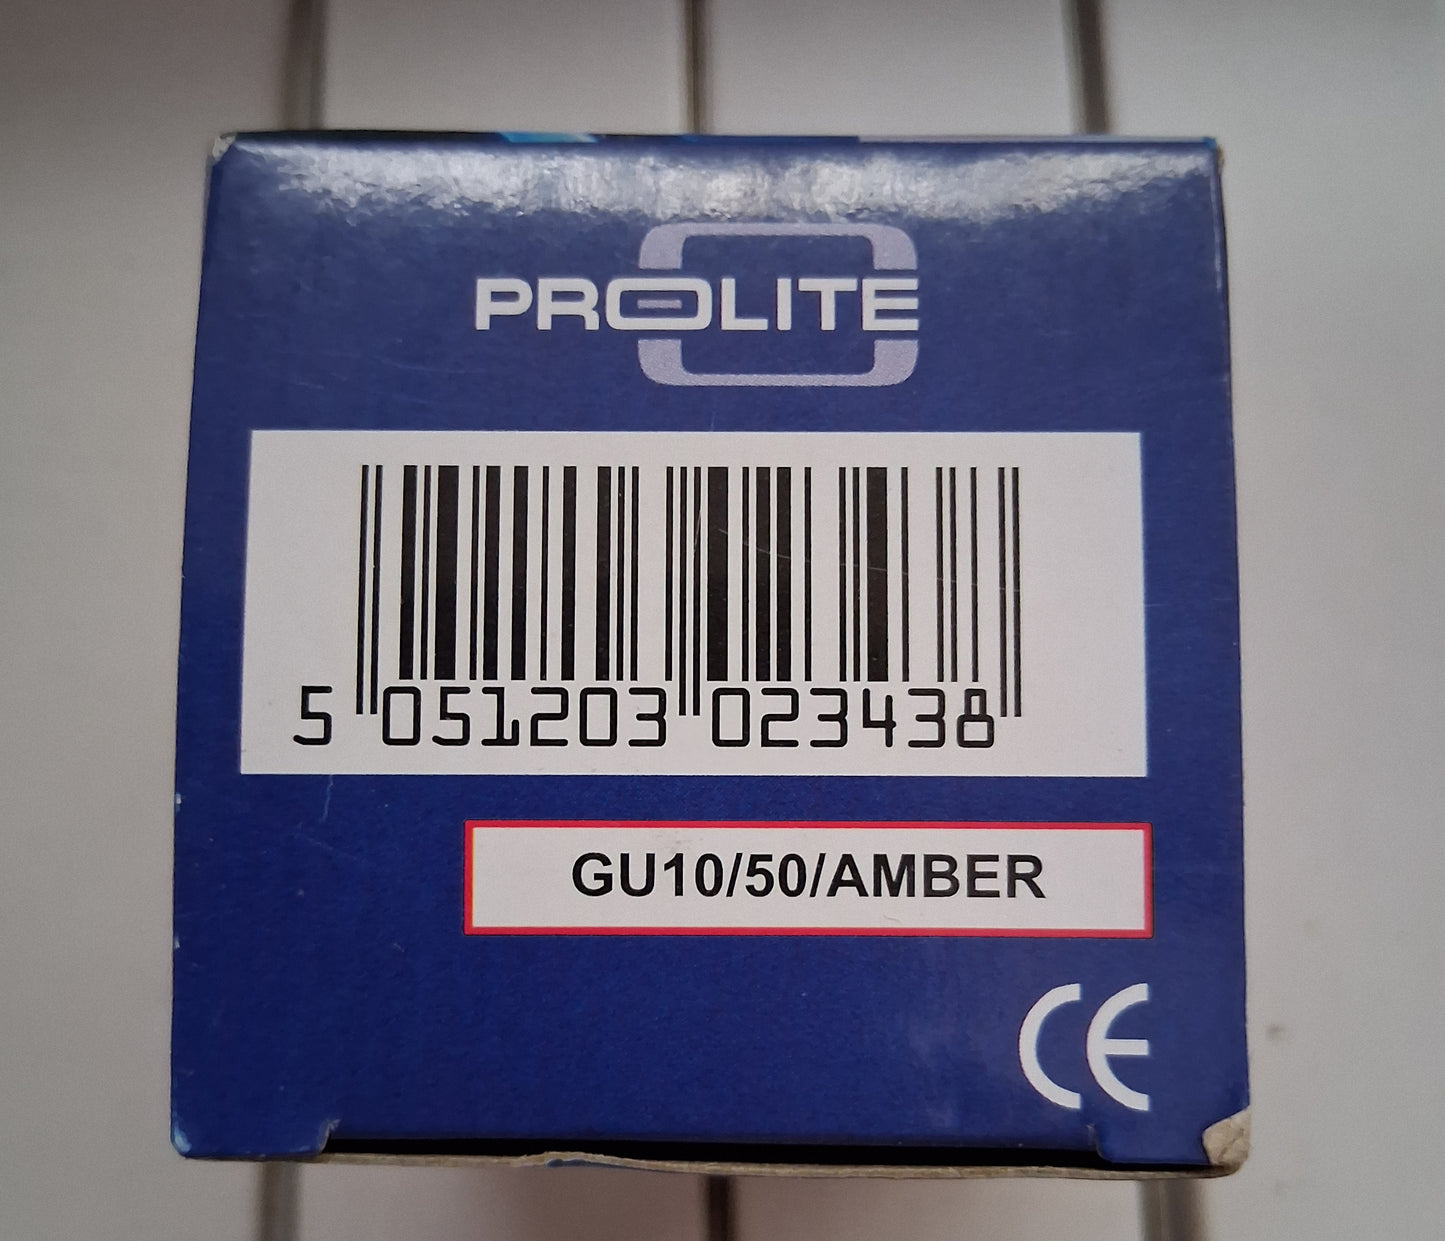 PROLITE
5 051203 023438
GU10/50/AMBER
CE